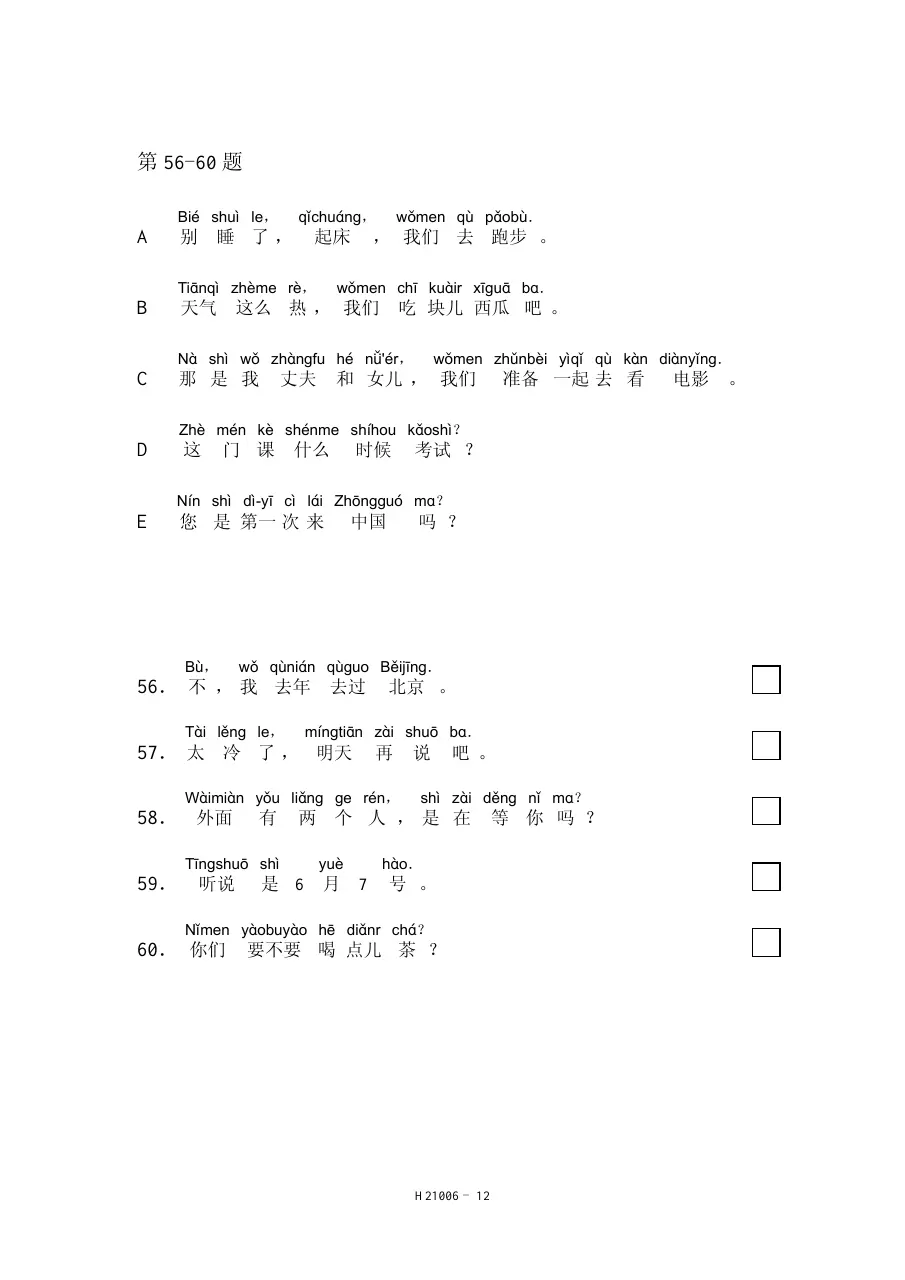 第 56-60 题
Bié shuì le， qǐchuáng， wǒmen qù pǎobù.
A 别 睡 了 ， 起床 ， 我们 去 跑步 。
Tiānqì zhème rè， wǒmen chī kuàir xīguā ba.
B 天气 这么 热 ， 我们 吃 块儿 西瓜 吧 。
Nà shì wǒ zhàngfu hé nǚ'ér， wǒmen zhǔnbèi yìqǐ qù kàn diànyǐng.
C 那 是 我 丈夫 和 女儿 ， 我们 准备 一起 去 看 电影 。
Zhè mén kè shénme shíhou kǎoshì?
D 这 门 课 什么 时候 考试 ？
Nín shì dì-yī cì lái Zhōngguó ma?
E 您 是 第一 次 来 中国 吗 ？
Bù， wǒ qùnián qùguo Běijīng.
56. 不 ， 我 去年 去过 北京 。
Tài lěng le， míngtiān zài shuō ba.
57. 太 冷 了 ， 明天 再 说 吧 。
Wàimiàn yǒu liǎng ge rén， shì zài děng nǐ ma?
58. 外面 有 两 个 人 ， 是 在 等 你 吗 ？
Tīngshuō shì yuè hào.
59. 听说 是 6 月 7 号 。
Nǐmen yàobuyào hē diǎnr chá?
60. 你们 要不要 喝 点儿 茶 ？
H21006 - 12